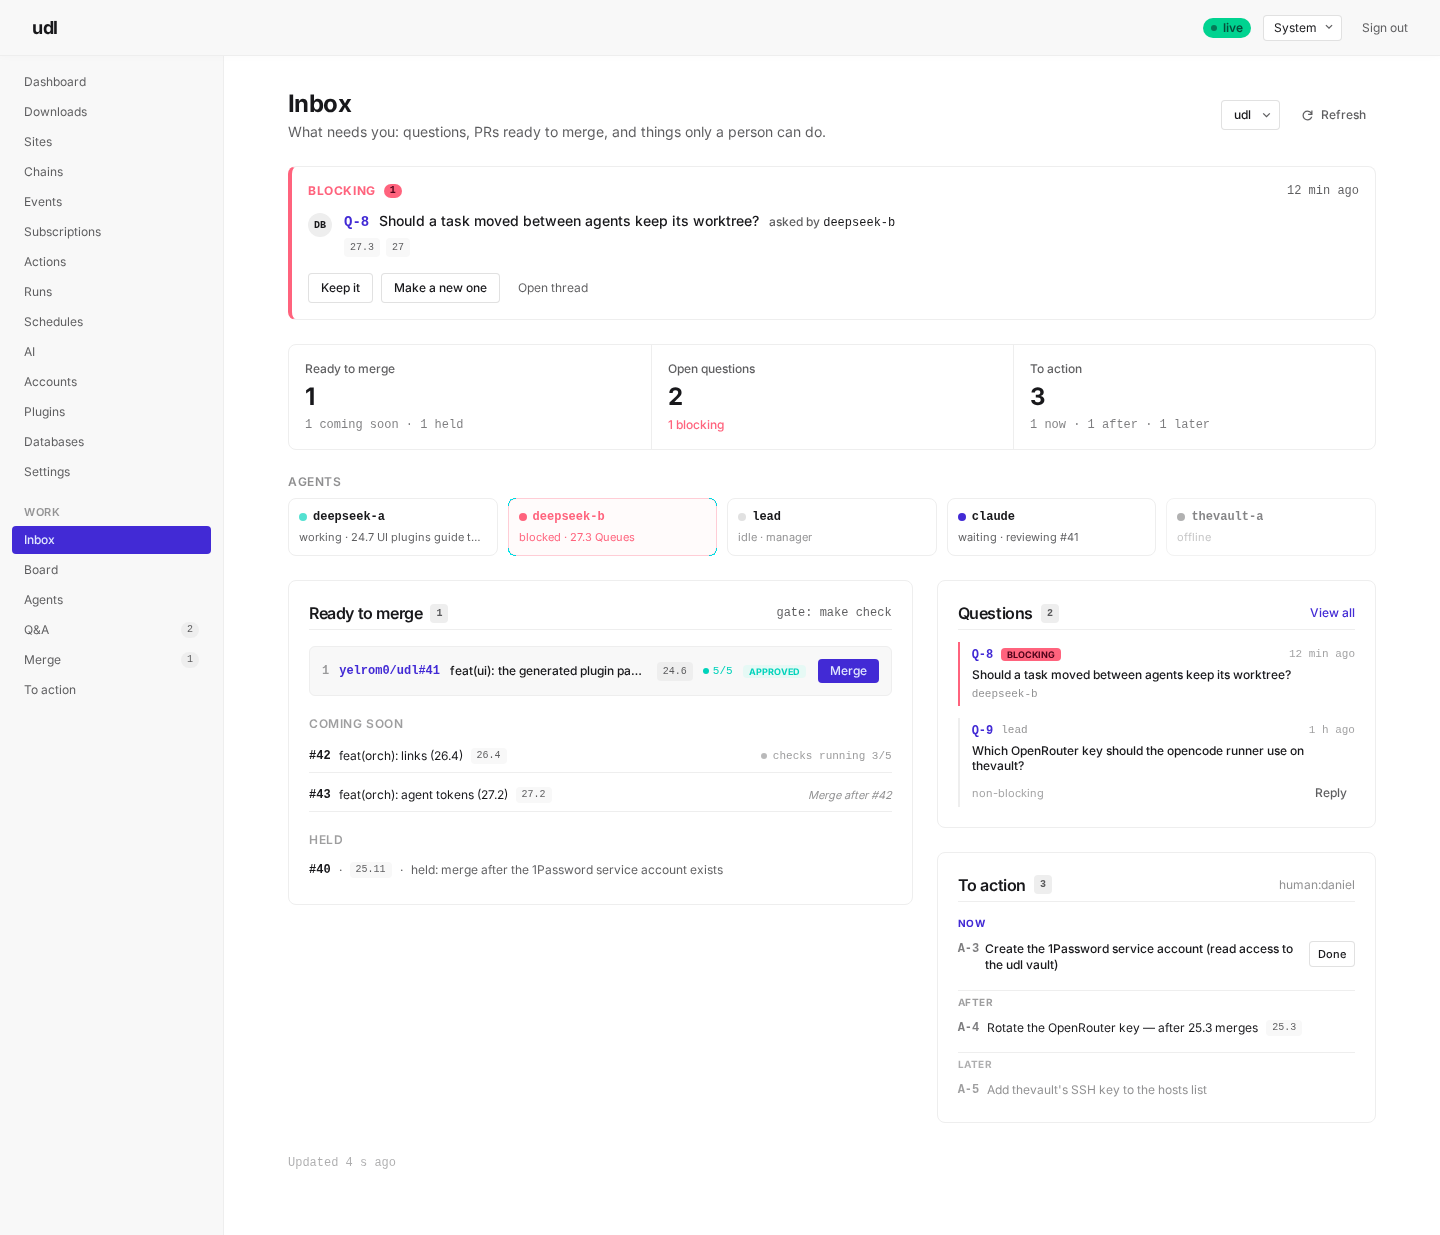 udl
live
System
Sign out
Dashboard
Downloads
Sites
Chains
Events
Subscriptions
Actions
Runs
Schedules
AI
Accounts
Plugins
Databases
Settings
WORK
Inbox
Board
Agents
Q&A 2
Merge 1
To action
Inbox
What needs you: questions, PRs ready to merge, and things only a person can do.
udl
Refresh
BLOCKING 1
12 min ago
DB
Q-8 Should a task moved between agents keep its worktree? asked by deepseek-b
27.3 27
Keep it
Make a new one
Open thread
Ready to merge
1
1 coming soon · 1 held
Open questions
2
1 blocking
To action
3
1 now · 1 after · 1 later
AGENTS
deepseek-a
working · 24.7 UI plugins guide t...
deepseek-b
blocked · 27.3 Queues
lead
idle · manager
claude
waiting · reviewing #41
thevault-a
offline
Ready to merge 1
gate: make check
1 yelrom0/udl#41 feat(ui): the generated plugin pa... 24.6 5/5 APPROVED Merge
COMING SOON
#42 feat(orch): links (26.4) 26.4 checks running 3/5
#43 feat(orch): agent tokens (27.2) 27.2 Merge after #42
HELD
#40 · 25.11 · held: merge after the 1Password service account exists
Questions 2
View all
Q-8 BLOCKING 12 min ago
Should a task moved between agents keep its worktree?
deepseek-b
Q-9 lead 1 h ago
Which OpenRouter key should the opencode runner use on
thevault?
non-blocking
Reply
To action 3
human:daniel
NOW
A-3 Create the 1Password service account (read access to
the udl vault)
Done
AFTER
A-4 Rotate the OpenRouter key — after 25.3 merges 25.3
LATER
A-5 Add thevault's SSH key to the hosts list
Updated 4 s ago